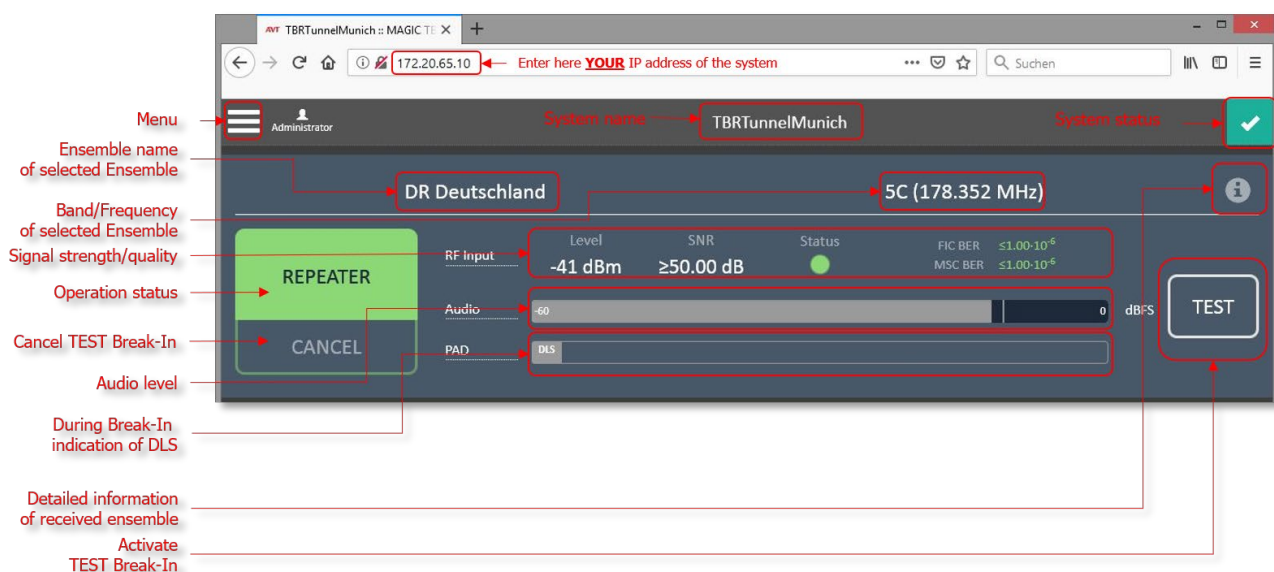 AVT TBRTunnelMunich :: MAGIC TB
172.20.65.10
Enter here YOUR IP address of the system
Suchen
Menu
Administrator
System name
TBRTunnelMunich
System status
Ensemble name
of selected Ensemble
DR Deutschland
5C (178.352 MHz)
Band/Frequency
of selected Ensemble
Signal strength/quality
Operation status
Cancel TEST Break-In
Audio level
During Break-In
indication of DLS
Detailed information
of received ensemble
Activate
TEST Break-In
REPEATER
CANCEL
RF Input
Level
SNR
Status
-41 dBm
≥50.00 dB
FIC BER ≤1.00·10⁻⁶
MSC BER ≤1.00·10⁻⁶
Audio
-60
0
dBFS
PAD
DLS
TEST